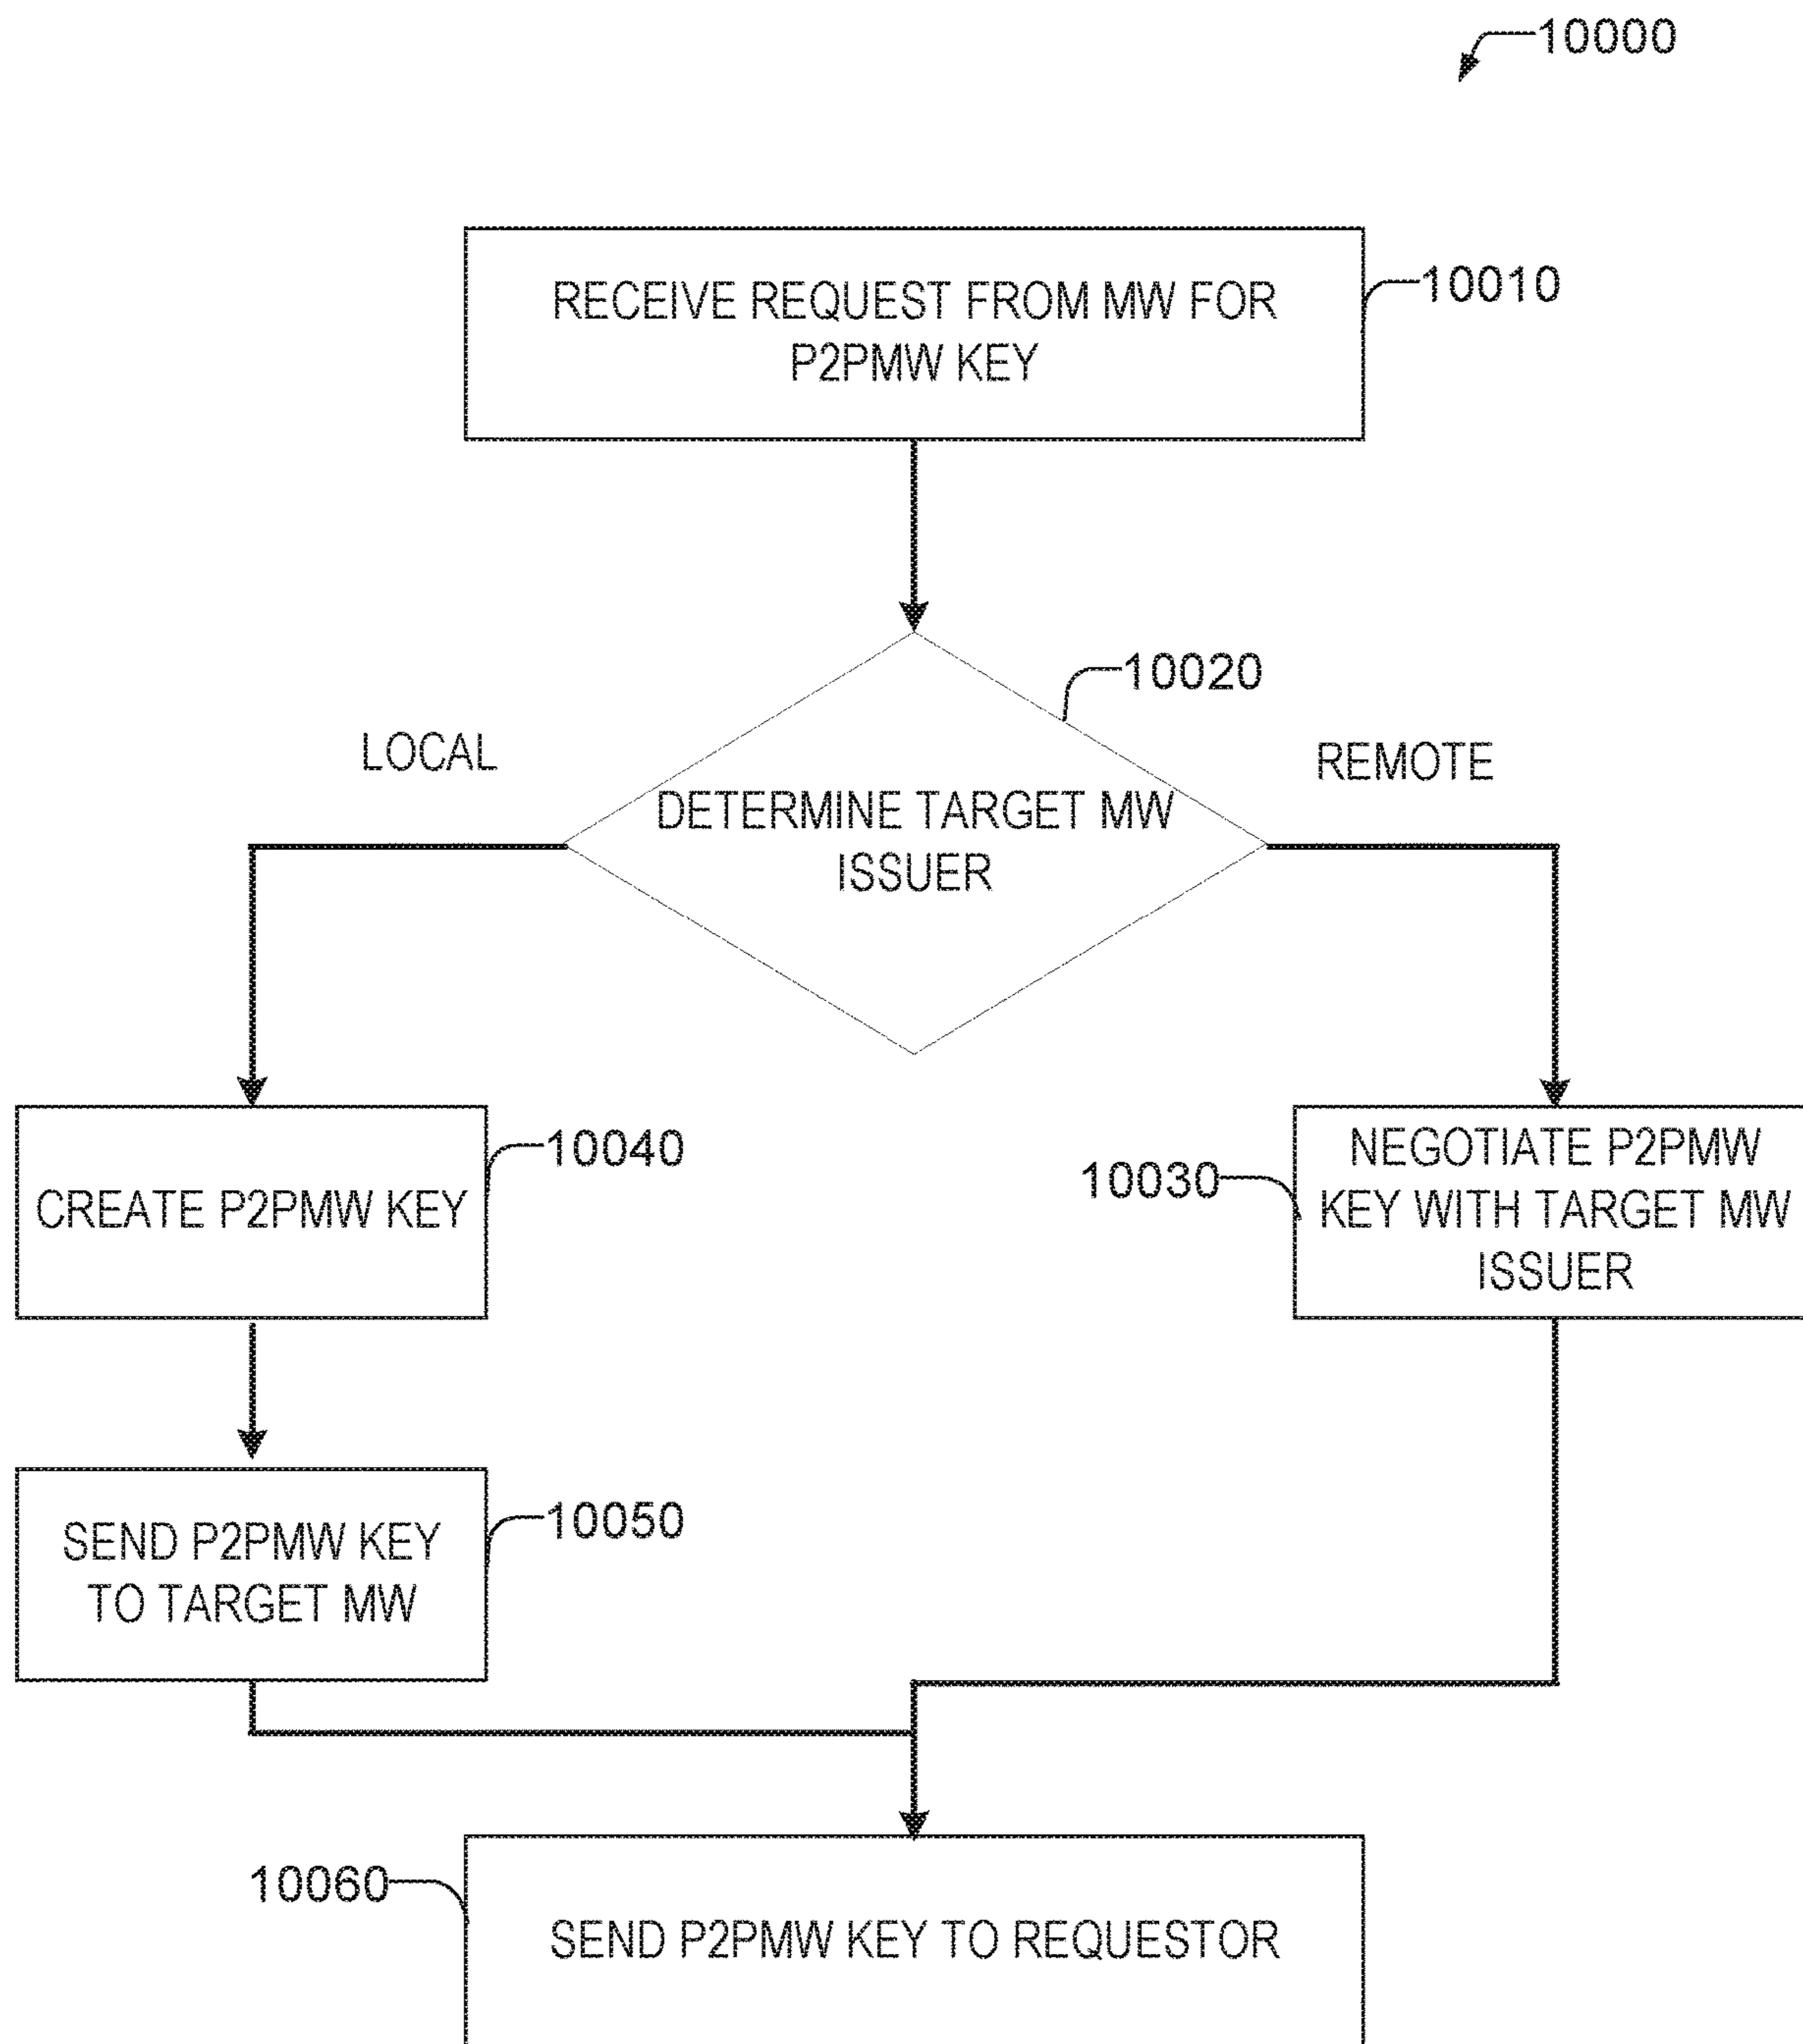 10000
RECEIVE REQUEST FROM MW FOR
P2PMW KEY
10010
10020
LOCAL
REMOTE
DETERMINE TARGET MW
ISSUER
10040
CREATE P2PMW KEY
10030
NEGOTIATE P2PMW
KEY WITH TARGET MW
ISSUER
SEND P2PMW KEY
TO TARGET MW
10050
10060
SEND P2PMW KEY TO REQUESTOR